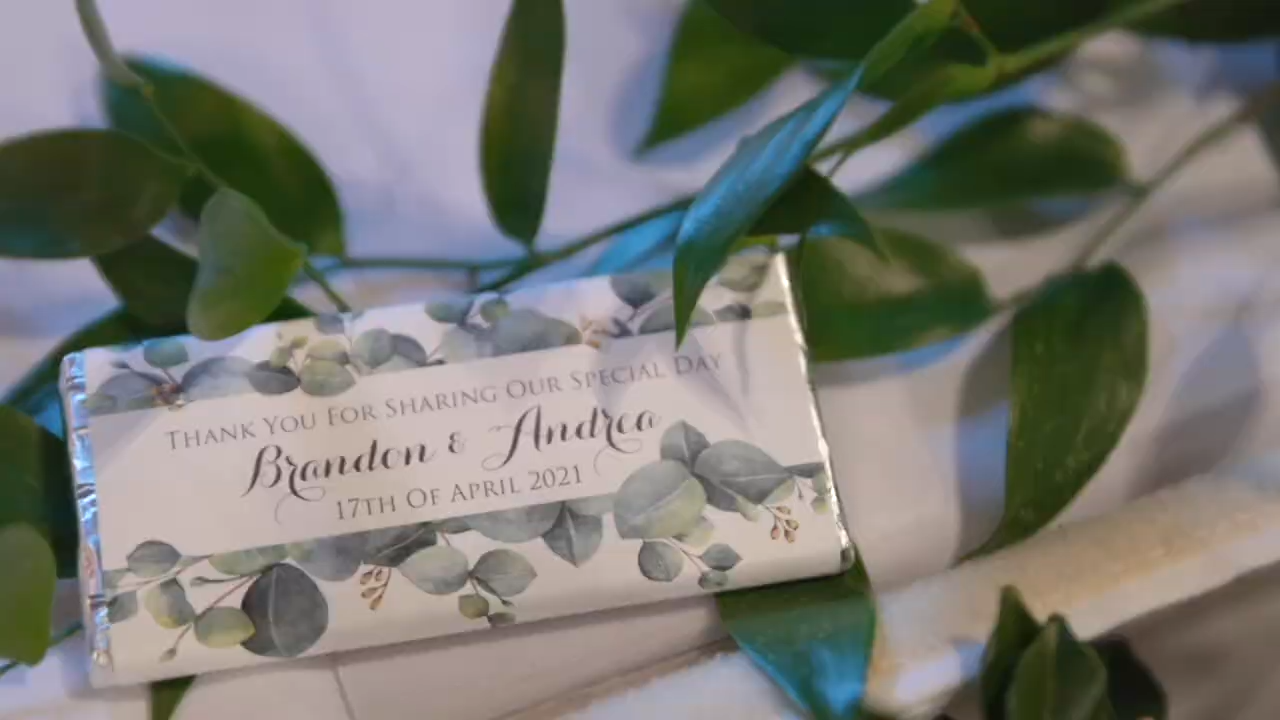 Thank You For Sharing Our Special Day
Brandon & Andrea
17th Of April 2021